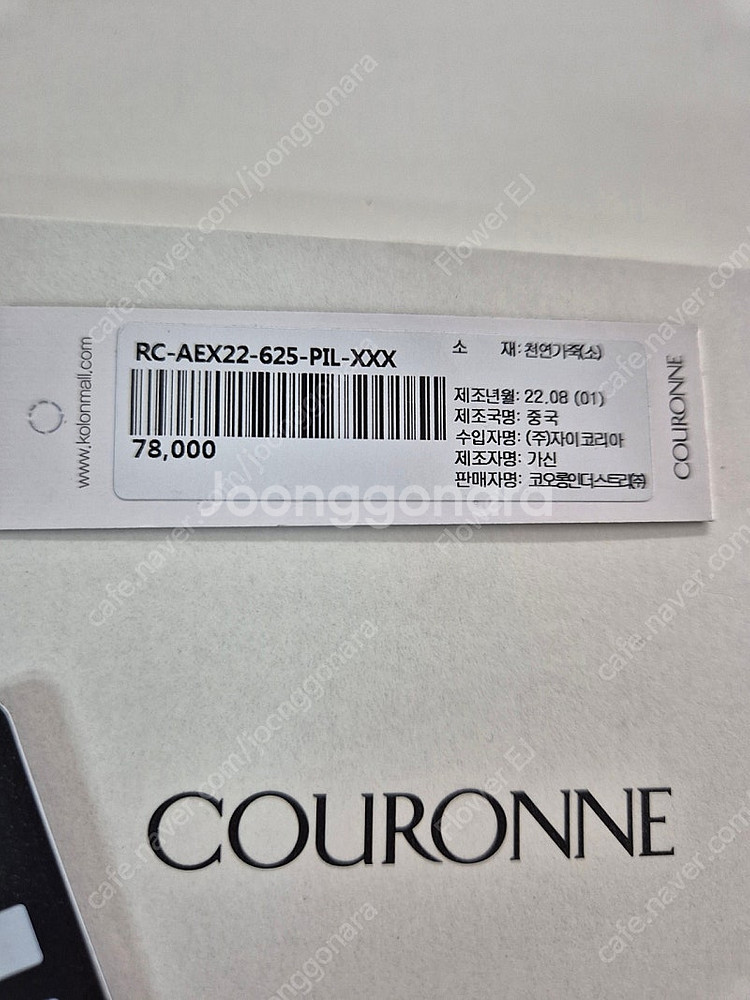 RC-AEX22-625-PIL-XXX
78,000
소 재: 천연가죽(소)
제조년월: 22.08 (01)
제조국명: 중국
수입자명: (주)자이코리아
제조자명: 가신
판매자명: 코오롱인더스트리(주)
www.kolonmall.com
COURONNE
COURONNE
Joonggonara
cafe.naver.com/joonggonara
Flower EJ